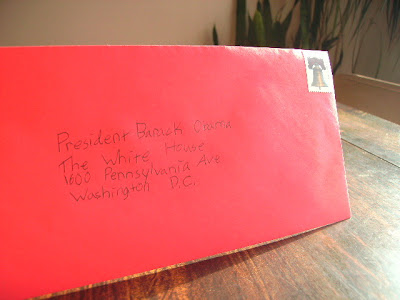 President Barack Obama
The White House
1600 Pennsylvania Ave
Washington D.C.